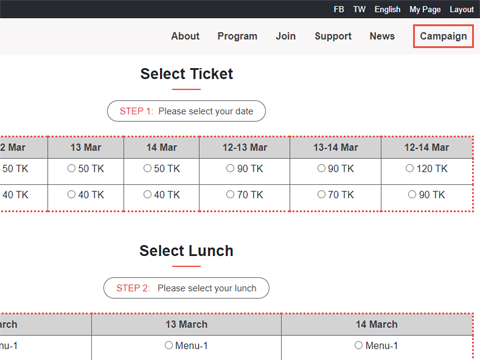 FB TW English My Page Layout
About Program Join Support News Campaign
Select Ticket
STEP 1: Please select your date
2 Mar 13 Mar 14 Mar 12-13 Mar 13-14 Mar 12-14 Mar
50 TK 50 TK 50 TK 90 TK 90 TK 120 TK
40 TK 40 TK 40 TK 70 TK 70 TK 90 TK
Select Lunch
STEP 2: Please select your lunch
arch 13 March 14 March
nu-1 Menu-1 Menu-1